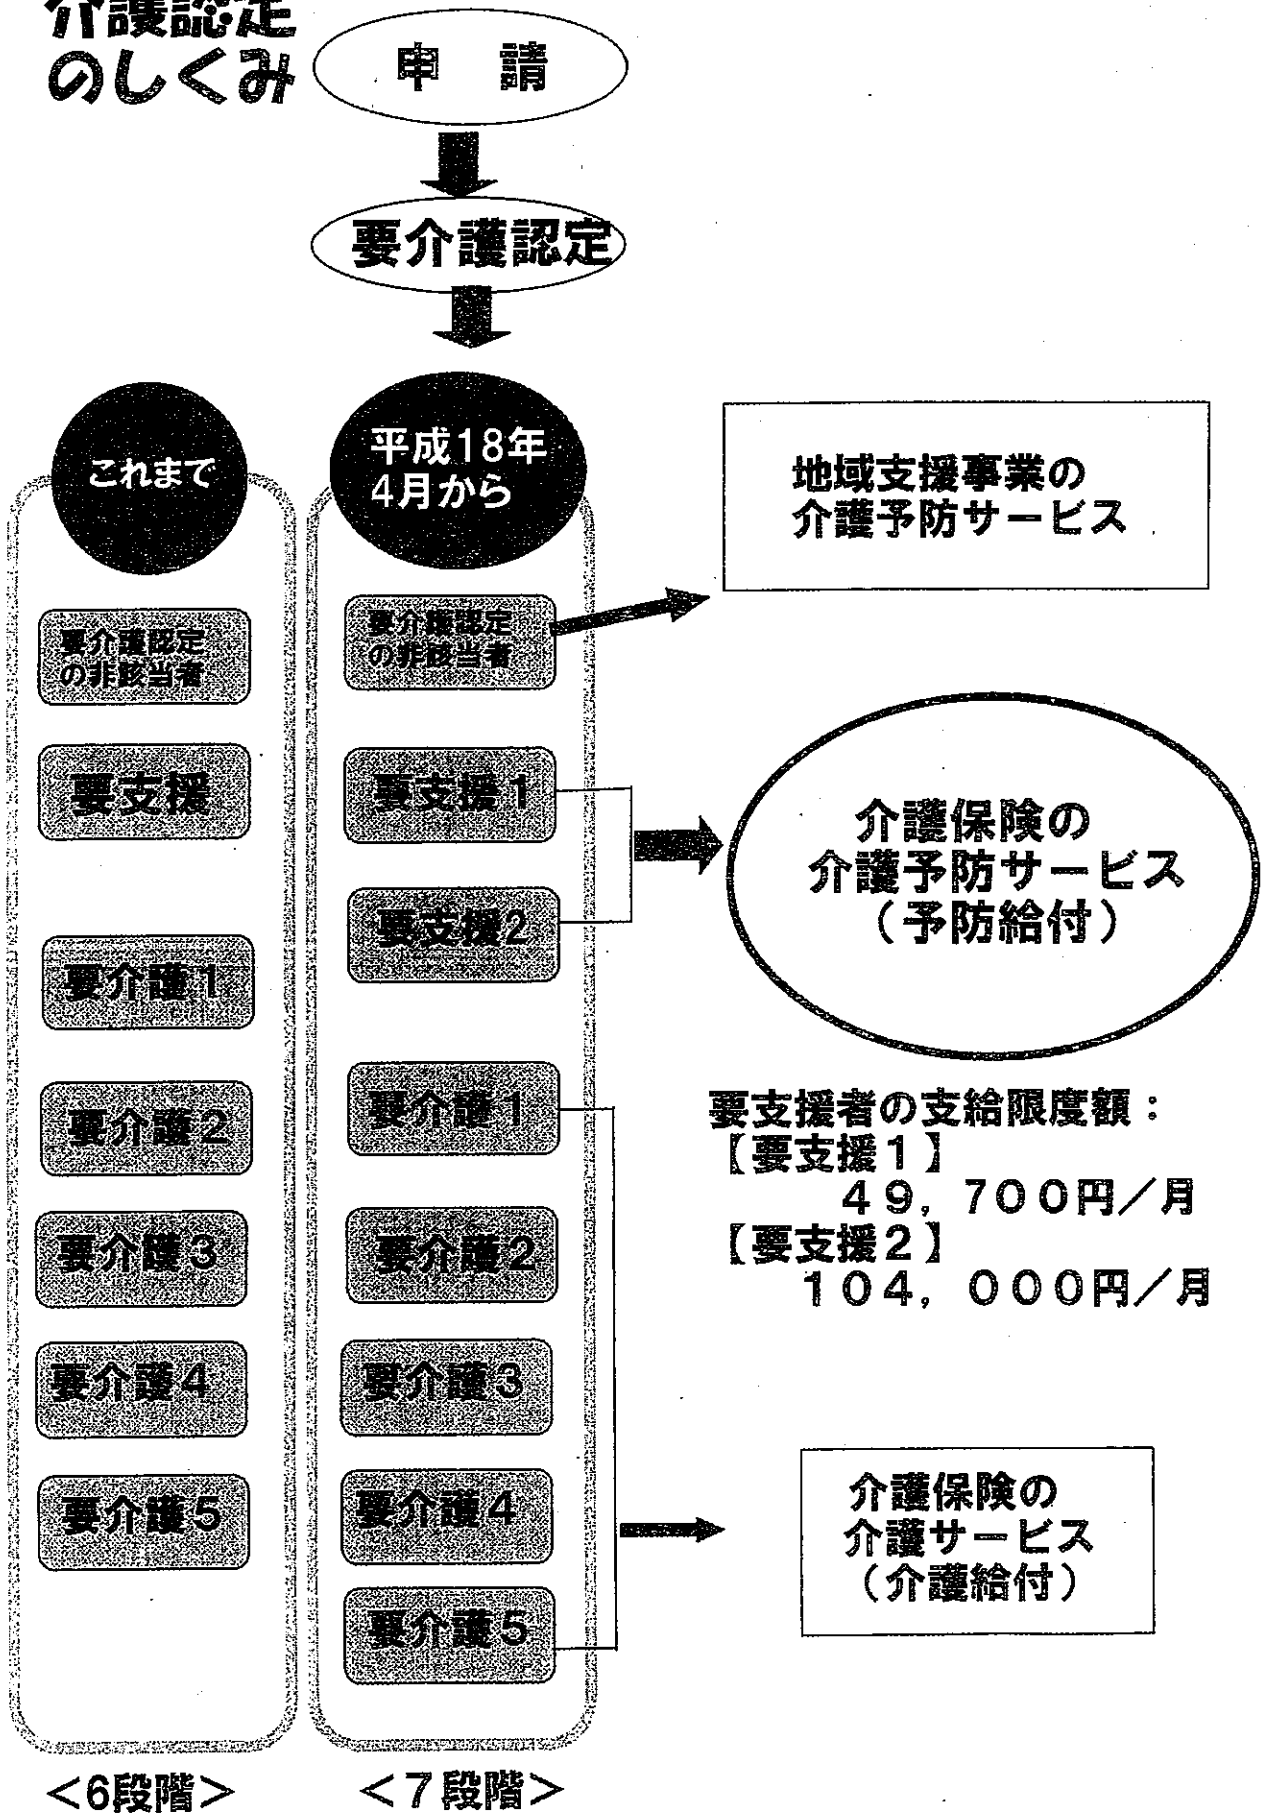 介護認定
のしくみ
申 請
要介護認定
これまで
要介護認定
の非該当者
要支援
要介護1
要介護2
要介護3
要介護4
要介護5
<6段階>
平成18年
4月から
要介護認定
の非該当者
要支援1
要支援2
要介護1
要介護2
要介護3
要介護4
要介護5
<7段階>
地域支援事業の
介護予防サービス
介護保険の
介護予防サービス
(予防給付)
要支援者の支給限度額:
【要支援1】
49,700円/月
【要支援2】
104,000円/月
介護保険の
介護サービス
(介護給付)